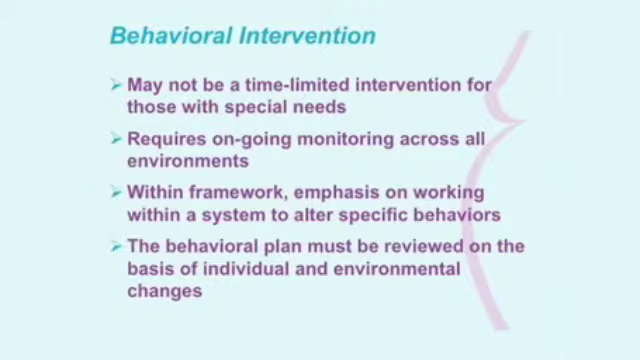 Behavioral Intervention
➢ May not be a time-limited intervention for
those with special needs
➢ Requires on-going monitoring across all
environments
➢ Within framework, emphasis on working
within a system to alter specific behaviors
➢ The behavioral plan must be reviewed on the
basis of individual and environmental
changes